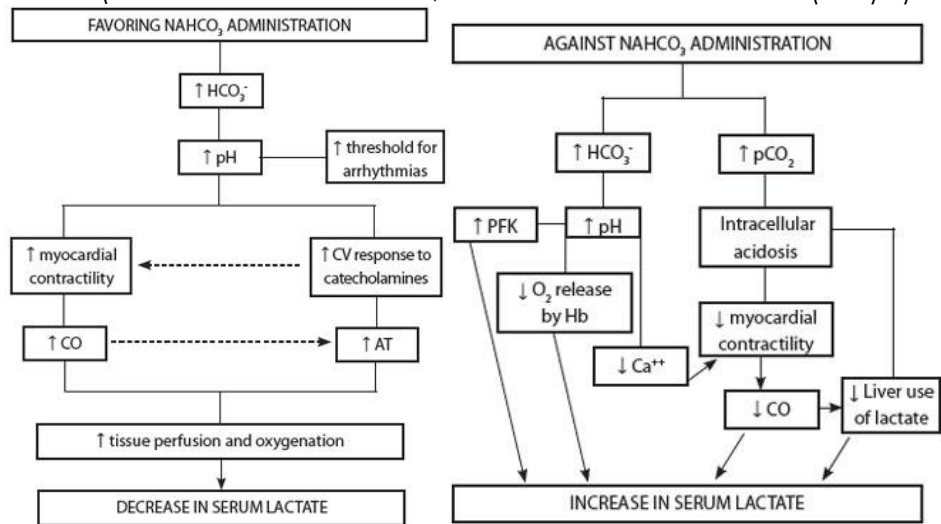 FAVORING NAHCO₃ ADMINISTRATION
↑ HCO₃⁻
↑ pH
↑ threshold for
arrhythmias
↑ myocardial
contractility
↑ CV response to
catecholamines
↑ CO
↑ AT
↑ tissue perfusion and oxygenation
DECREASE IN SERUM LACTATE
AGAINST NAHCO₃ ADMINISTRATION
↑ HCO₃⁻
↑ pCO₂
↑ PFK
↑ pH
Intracellular
acidosis
↓ O₂ release
by Hb
↓ myocardial
contractility
↓ Ca⁺⁺
↓ CO
↓ Liver use
of lactate
INCREASE IN SERUM LACTATE